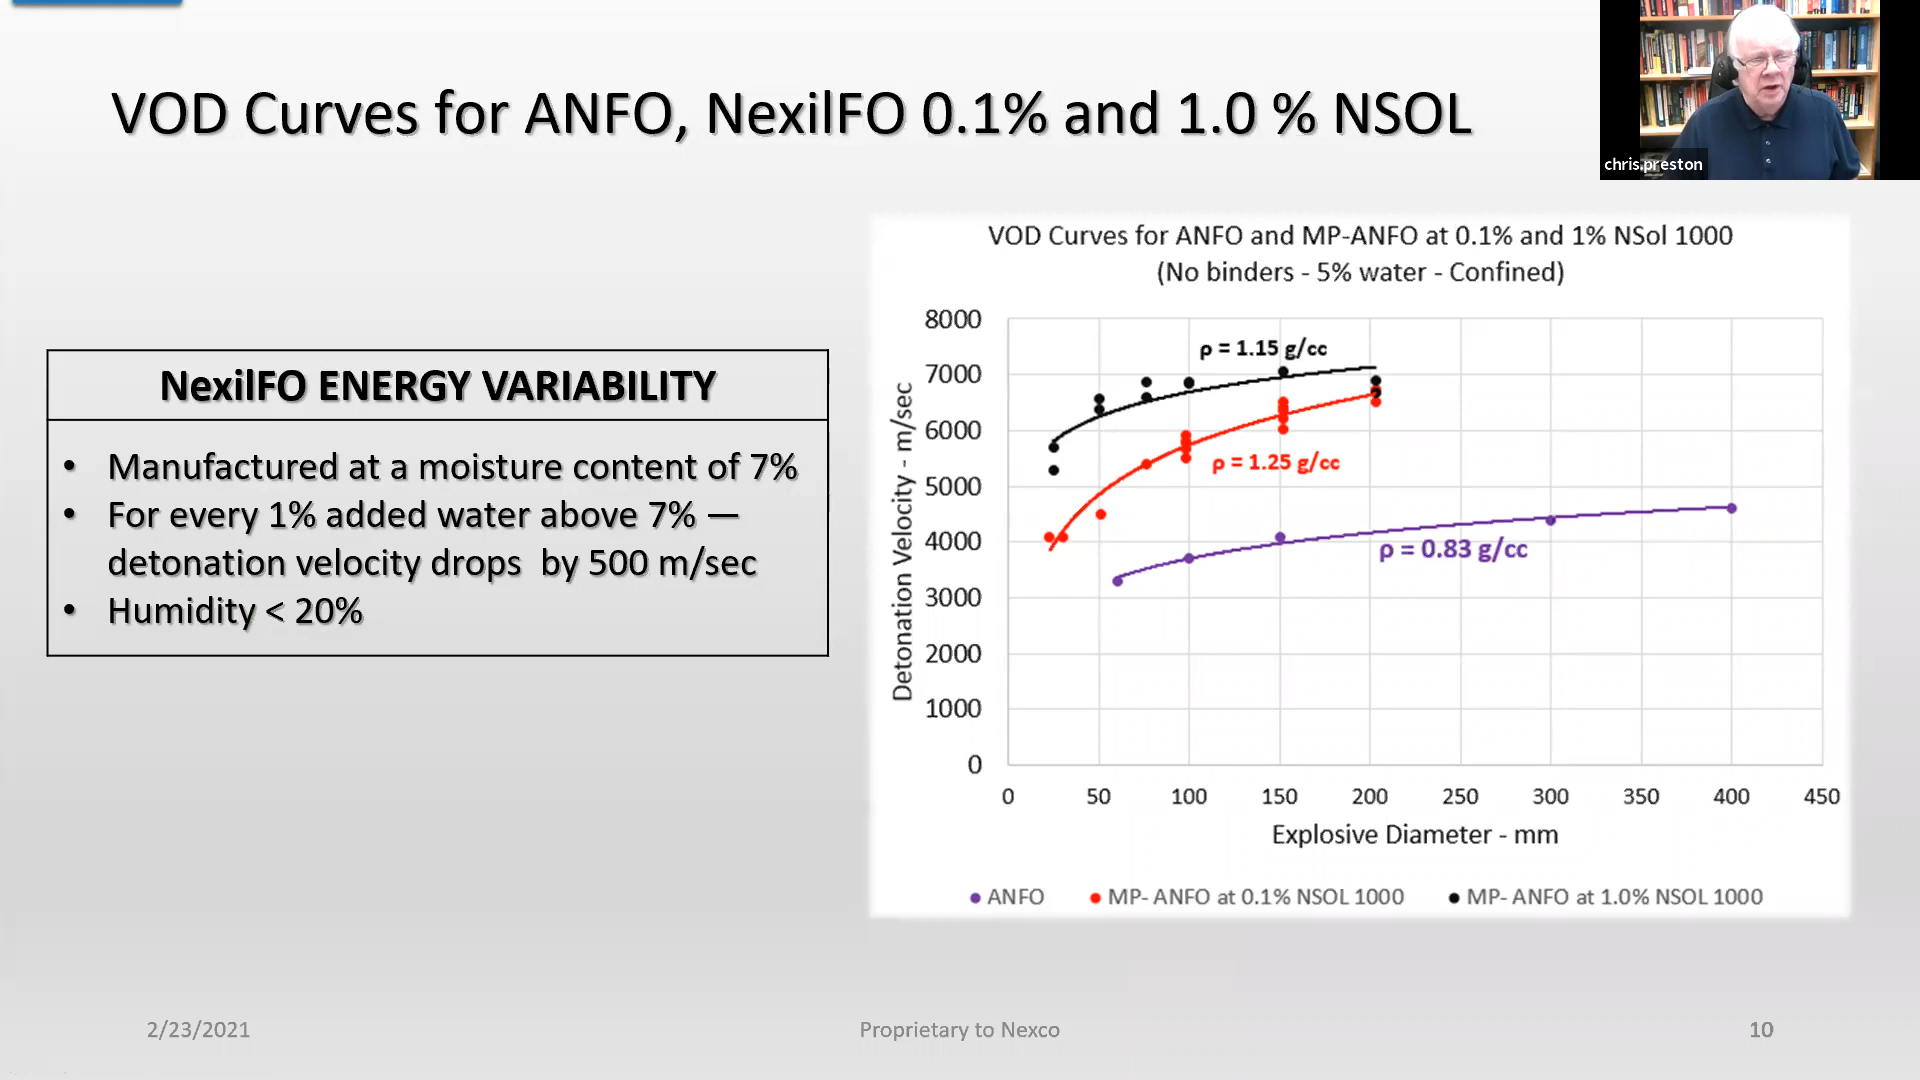 VOD Curves for ANFO, NexilFO 0.1% and 1.0 % NSOL
chris.preston
NexilFO ENERGY VARIABILITY
• Manufactured at a moisture content of 7%
• For every 1% added water above 7% —
detonation velocity drops by 500 m/sec
• Humidity < 20%
VOD Curves for ANFO and MP-ANFO at 0.1% and 1% NSol 1000
(No binders - 5% water - Confined)
Detonation Velocity - m/sec
8000
7000
6000
5000
4000
3000
2000
1000
0
ρ = 1.15 g/cc
ρ = 1.25 g/cc
ρ = 0.83 g/cc
0 50 100 150 200 250 300 350 400 450
Explosive Diameter - mm
ANFO MP- ANFO at 0.1% NSOL 1000 MP- ANFO at 1.0% NSOL 1000
2/23/2021 Proprietary to Nexco 10